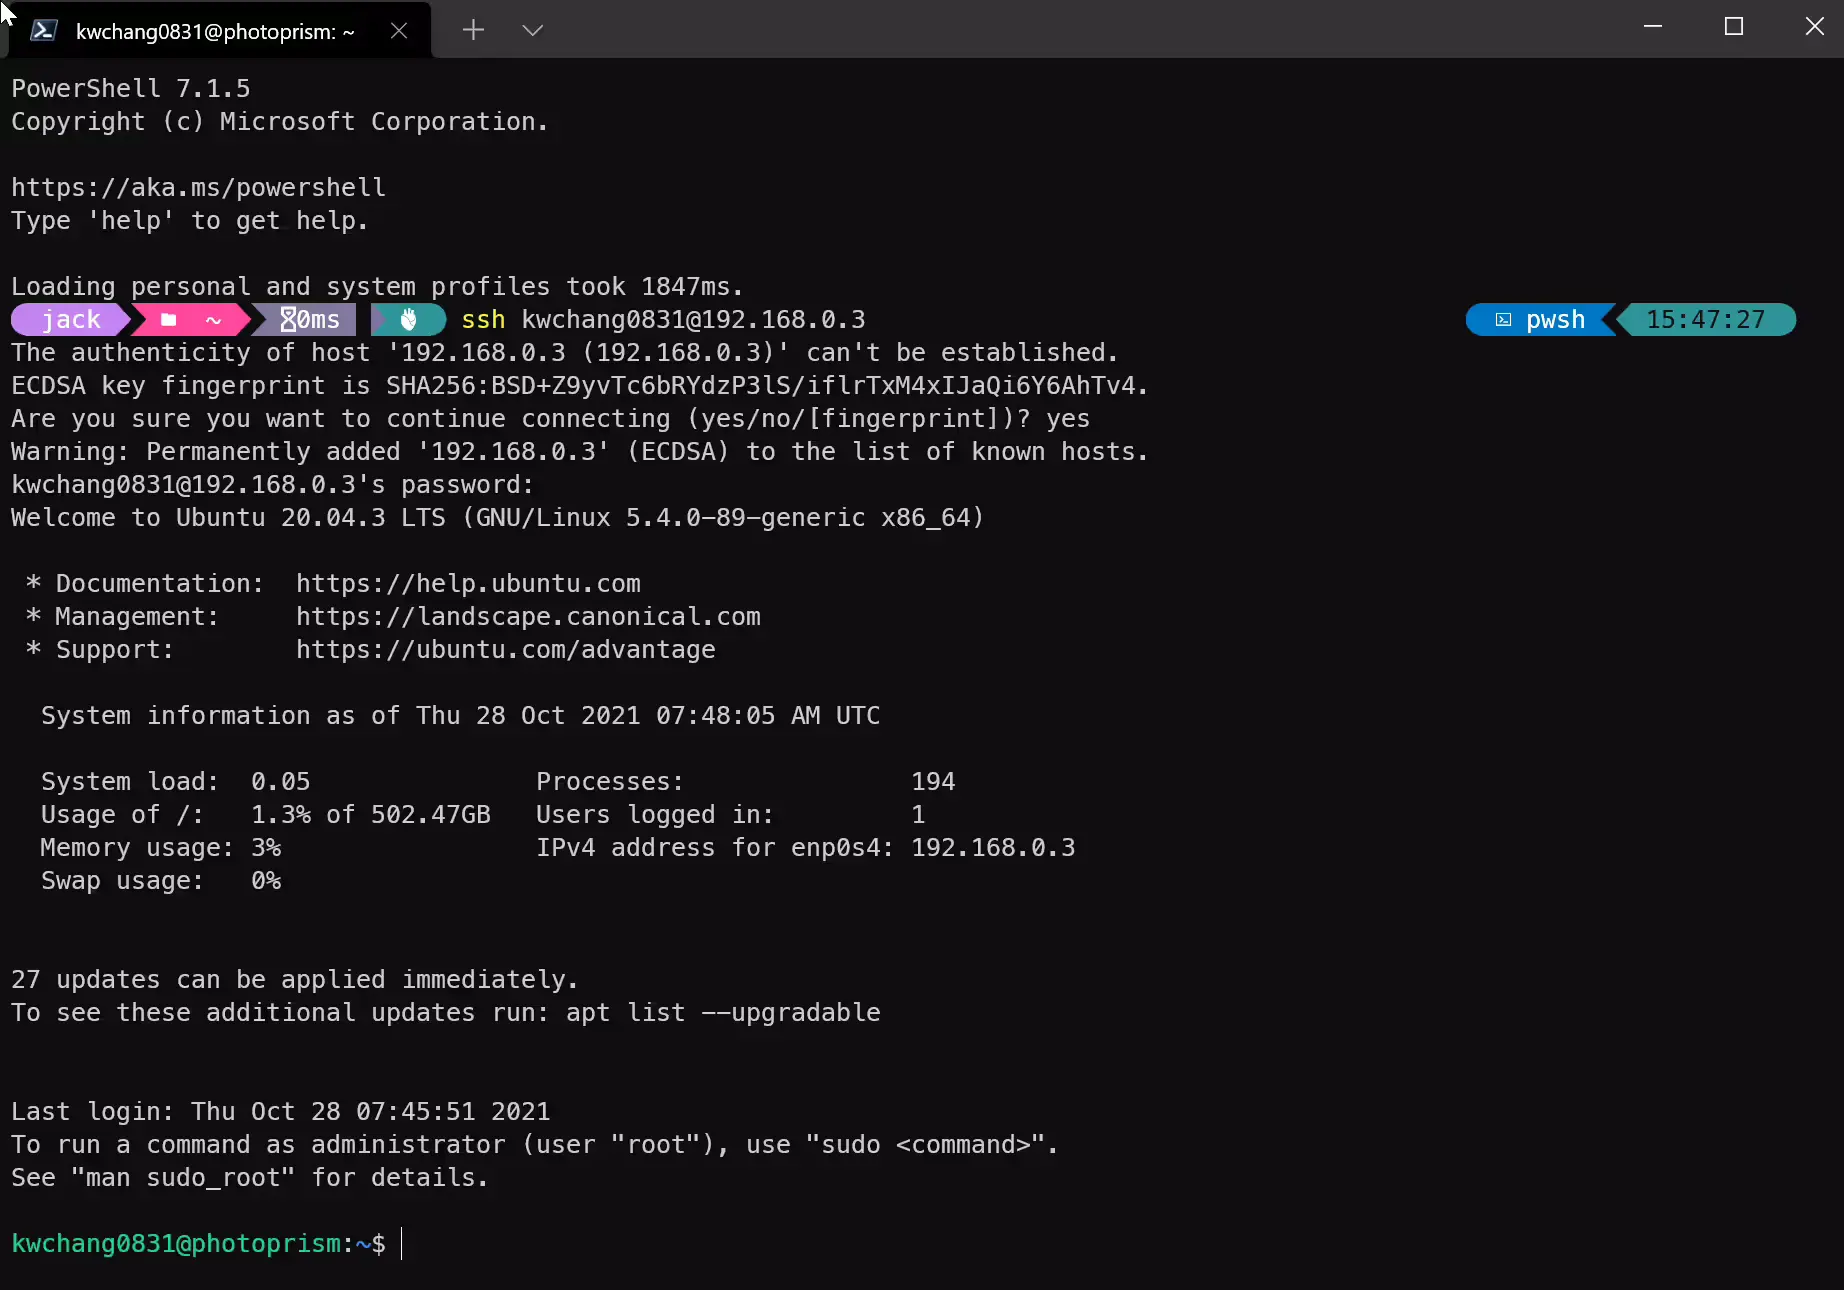 kwchang0831@photoprism: ~
PowerShell 7.1.5
Copyright (c) Microsoft Corporation.
https://aka.ms/powershell
Type 'help' to get help.
Loading personal and system profiles took 1847ms.
jack ~ 0ms ssh kwchang0831@192.168.0.3 pwsh 15:47:27
The authenticity of host '192.168.0.3 (192.168.0.3)' can't be established.
ECDSA key fingerprint is SHA256:BSD+Z9yvTc6bRYdzP3lS/iflrTxM4xIJaQi6Y6AhTv4.
Are you sure you want to continue connecting (yes/no/[fingerprint])? yes
Warning: Permanently added '192.168.0.3' (ECDSA) to the list of known hosts.
kwchang0831@192.168.0.3's password:
Welcome to Ubuntu 20.04.3 LTS (GNU/Linux 5.4.0-89-generic x86_64)
* Documentation:  https://help.ubuntu.com
* Management:     https://landscape.canonical.com
* Support:        https://ubuntu.com/advantage
System information as of Thu 28 Oct 2021 07:48:05 AM UTC
System load:  0.05               Processes:               194
Usage of /:   1.3% of 502.47GB   Users logged in:         1
Memory usage: 3%                 IPv4 address for enp0s4: 192.168.0.3
Swap usage:   0%
27 updates can be applied immediately.
To see these additional updates run: apt list --upgradable
Last login: Thu Oct 28 07:45:51 2021
To run a command as administrator (user "root"), use "sudo <command>".
See "man sudo_root" for details.
kwchang0831@photoprism:~$